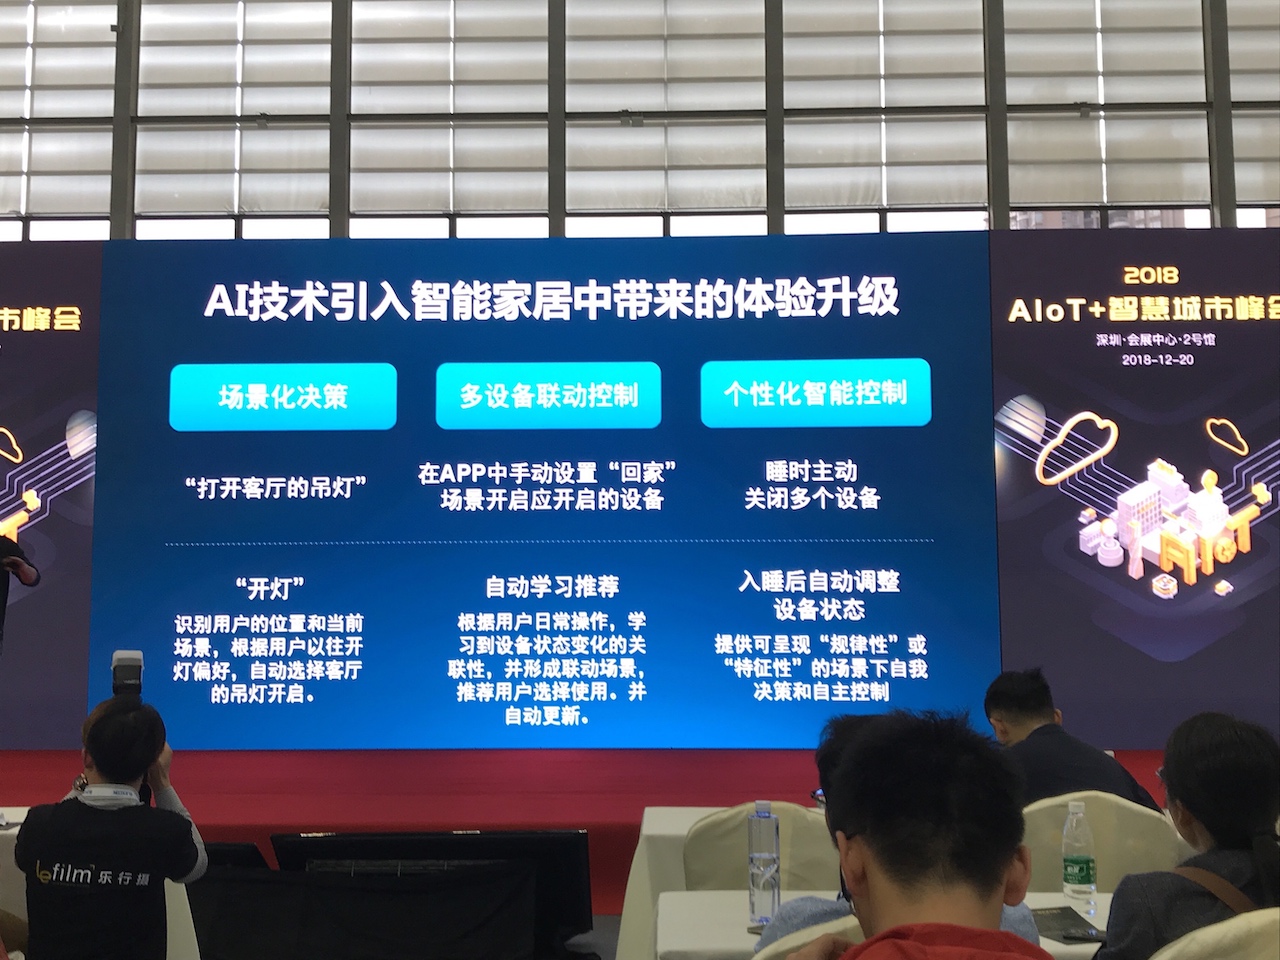 市峰会
AI技术引入智能家居中带来的体验升级
场景化决策
多设备联动控制
个性化智能控制
“打开客厅的吊灯”
在APP中手动设置“回家”
场景开启应开启的设备
睡时主动
关闭多个设备
“开灯”
识别用户的位置和当前
场景，根据用户以往开
灯偏好，自动选择客厅
的吊灯开启。
自动学习推荐
根据用户日常操作，学
习到设备状态变化的关
联性，并形成联动场景，
推荐用户选择使用。并
自动更新。
入睡后自动调整
设备状态
提供可呈现“规律性”或
“特征性”的场景下自我
决策和自主控制
2018
AIoT+智慧城市峰会
深圳·会展中心·2号馆
2018-12-20
AIoT
lefilm 乐行摄